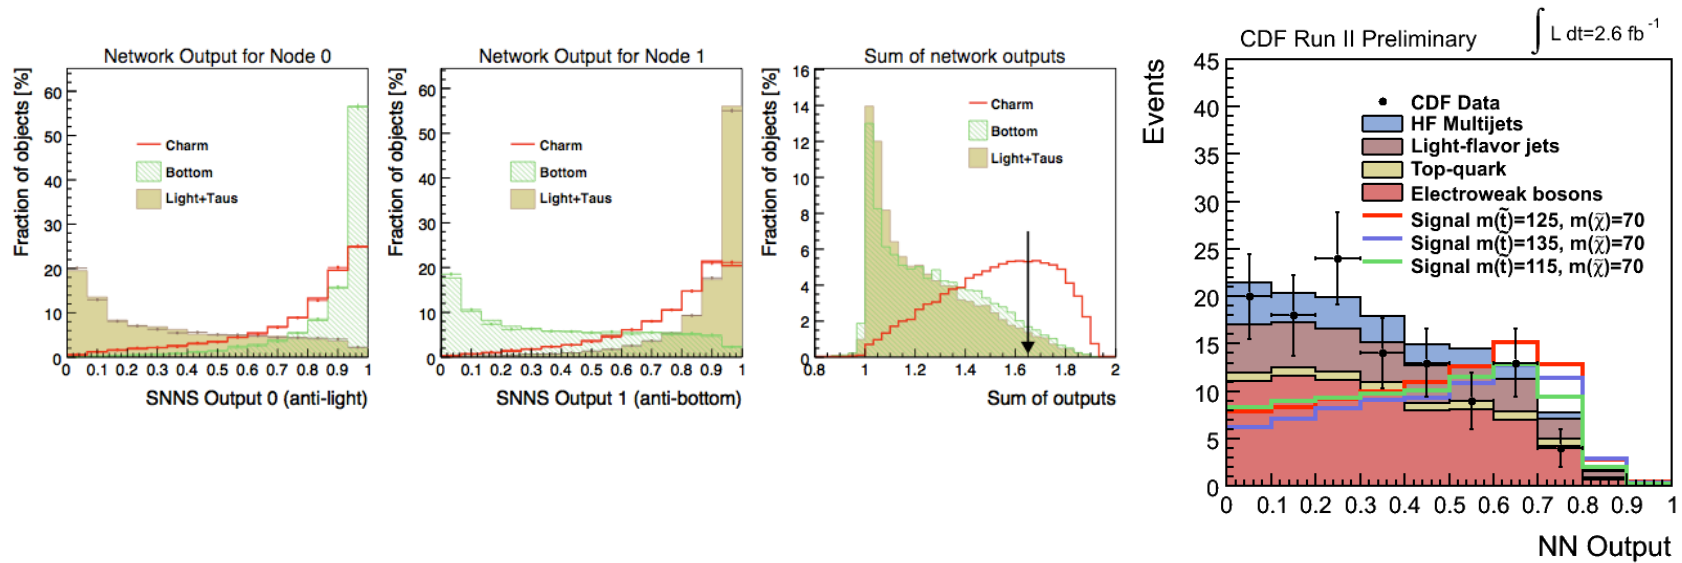 Network Output for Node 0
Fraction of objects [%]
60
50
40
30
20
10
0
Charm
Bottom
Light+Taus
0 0.1 0.2 0.3 0.4 0.5 0.6 0.7 0.8 0.9 1
SNNS Output 0 (anti-light)
Network Output for Node 1
Fraction of objects [%]
60
50
40
30
20
10
0
Charm
Bottom
Light+Taus
0 0.1 0.2 0.3 0.4 0.5 0.6 0.7 0.8 0.9 1
SNNS Output 1 (anti-bottom)
Sum of network outputs
Fraction of objects [%]
16
14
12
10
8
6
4
2
0
Charm
Bottom
Light+Taus
0.8 1 1.2 1.4 1.6 1.8 2
Sum of outputs
CDF Run II Preliminary
∫ L dt=2.6 fb⁻¹
Events
45
40
35
30
25
20
15
10
5
0
CDF Data
HF Multijets
Light-flavor jets
Top-quark
Electroweak bosons
Signal m(t̃)=125, m(χ̃)=70
Signal m(t̃)=135, m(χ̃)=70
Signal m(t̃)=115, m(χ̃)=70
0 0.1 0.2 0.3 0.4 0.5 0.6 0.7 0.8 0.9 1
NN Output